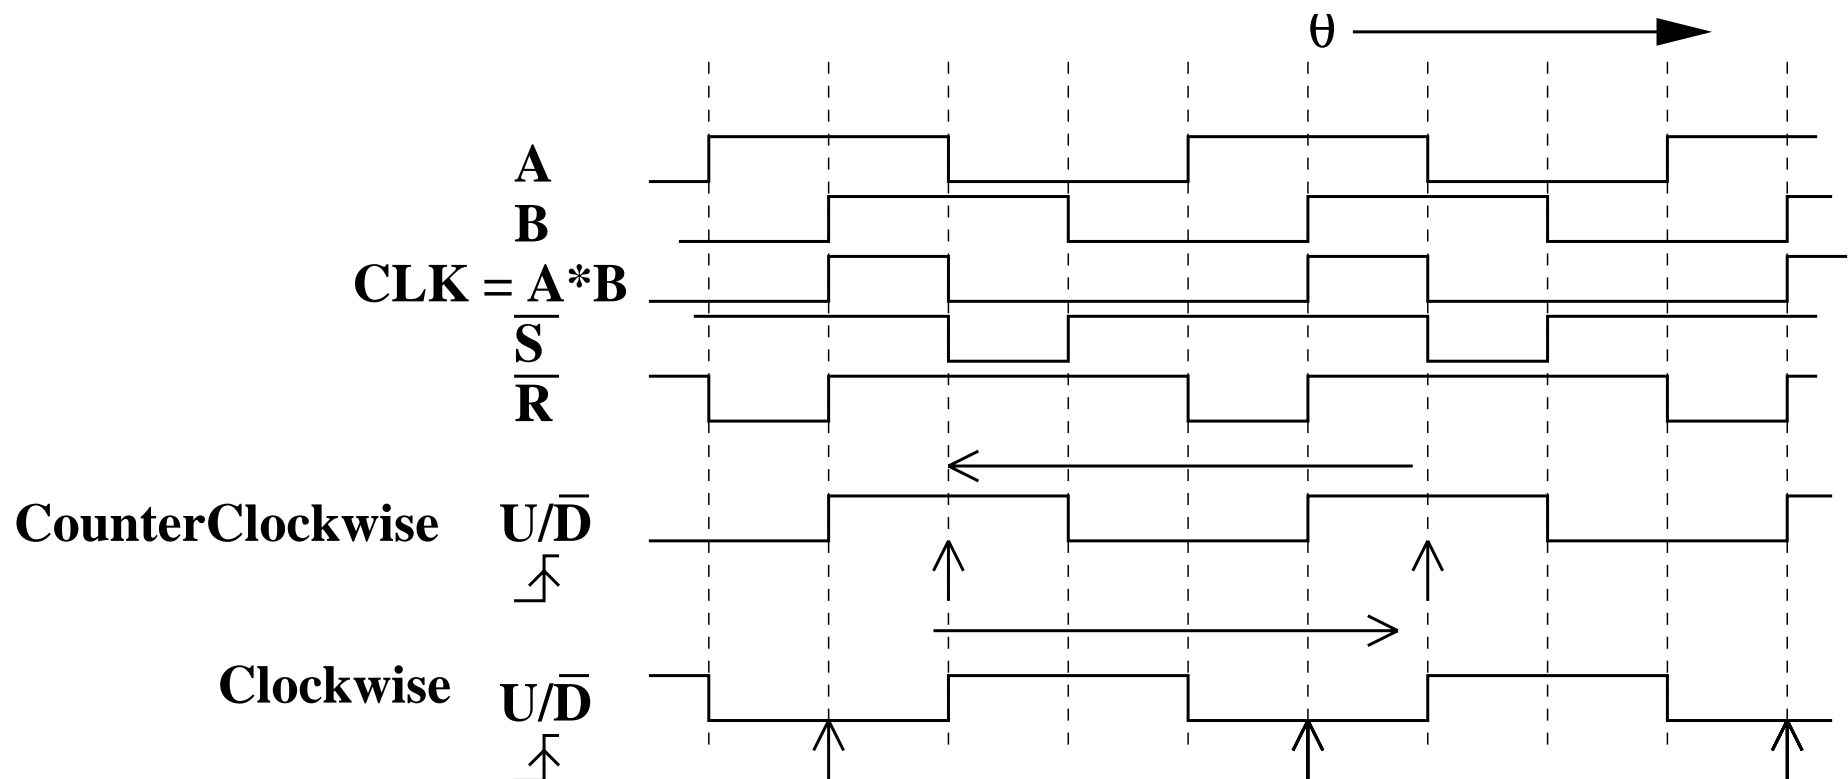 θ
A
B
CLK = A*B
S̅
R̅
CounterClockwise U/D̅
Clockwise U/D̅